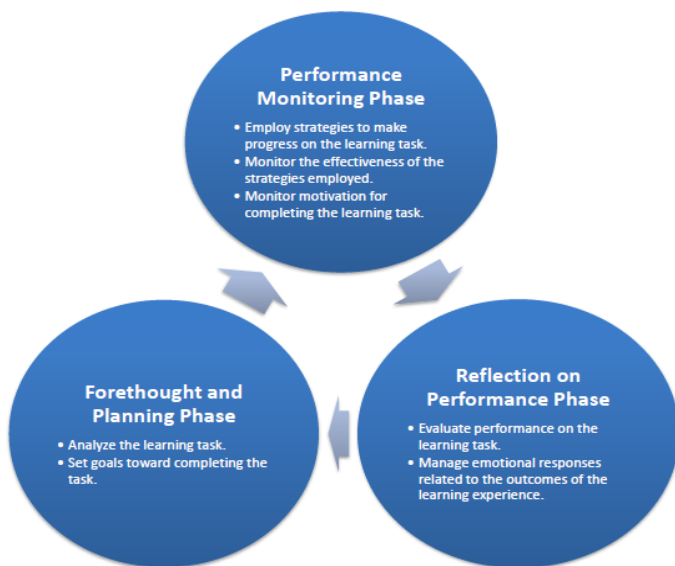 Performance
Monitoring Phase
• Employ strategies to make
progress on the learning task.
• Monitor the effectiveness of the
strategies employed.
• Monitor motivation for
completing the learning task.
Forethought and
Planning Phase
• Analyze the learning task.
• Set goals toward completing the
task.
Reflection on
Performance Phase
• Evaluate performance on the
learning task.
• Manage emotional responses
related to the outcomes of the
learning experience.